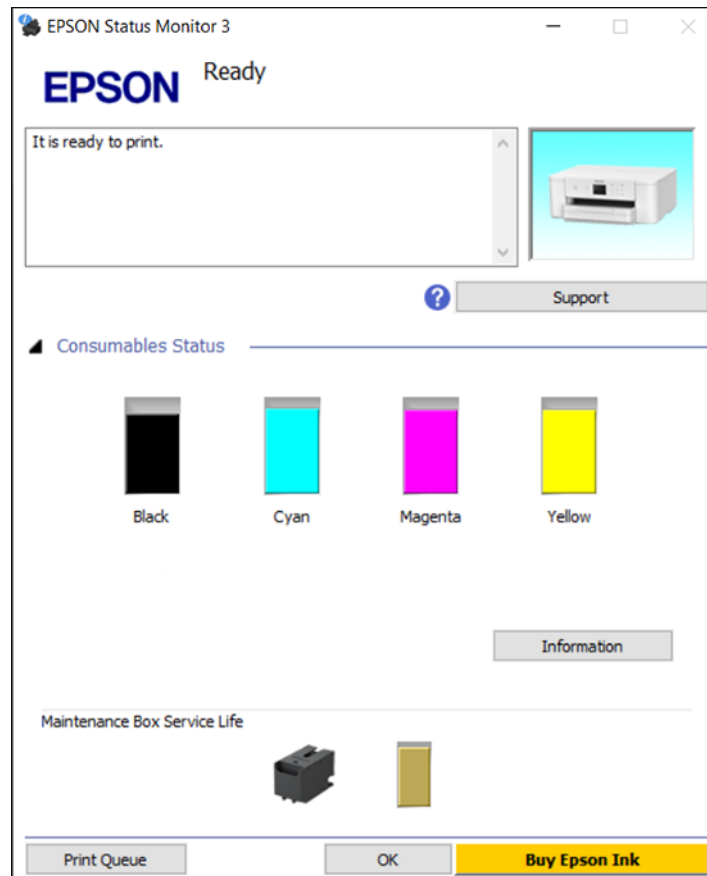 EPSON Status Monitor 3
EPSON
Ready
It is ready to print.
?
Support
Consumables Status
Black Cyan Magenta Yellow
Information
Maintenance Box Service Life
Print Queue OK Buy Epson Ink